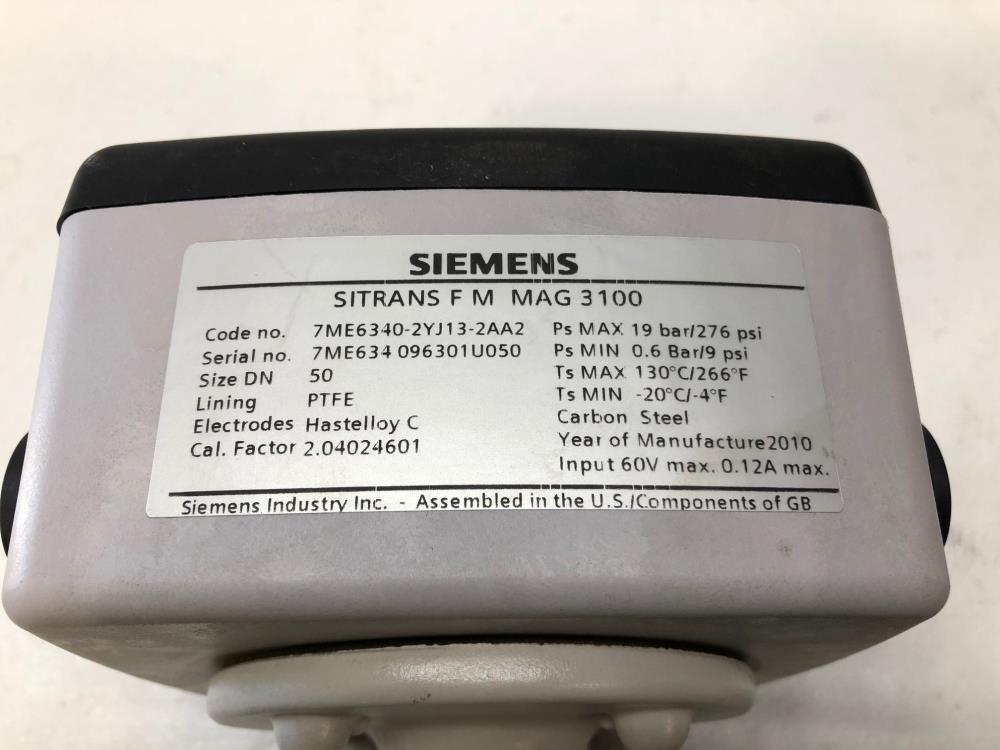 SIEMENS
SITRANS F M MAG 3100
Code no. 7ME6340-2YJ13-2AA2
Serial no. 7ME634 096301U050
Size DN 50
Lining PTFE
Electrodes Hastelloy C
Cal. Factor 2.04024601
Ps MAX 19 bar/276 psi
Ps MIN 0.6 Bar/9 psi
Ts MAX 130°C/266°F
Ts MIN -20°C/-4°F
Carbon Steel
Year of Manufacture2010
Input 60V max. 0.12A max.
Siemens Industry Inc. - Assembled in the U.S./Components of GB